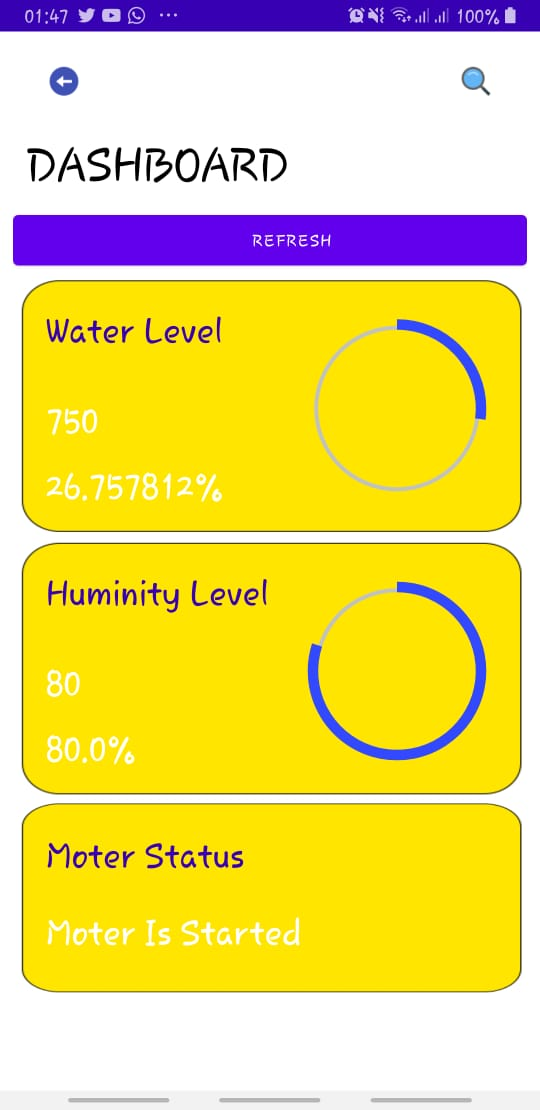 01:47 ... 100%
DASHBOARD
REFRESH
Water Level
750
26.757812%
Huminity Level
80
80.0%
Moter Status
Moter Is Started